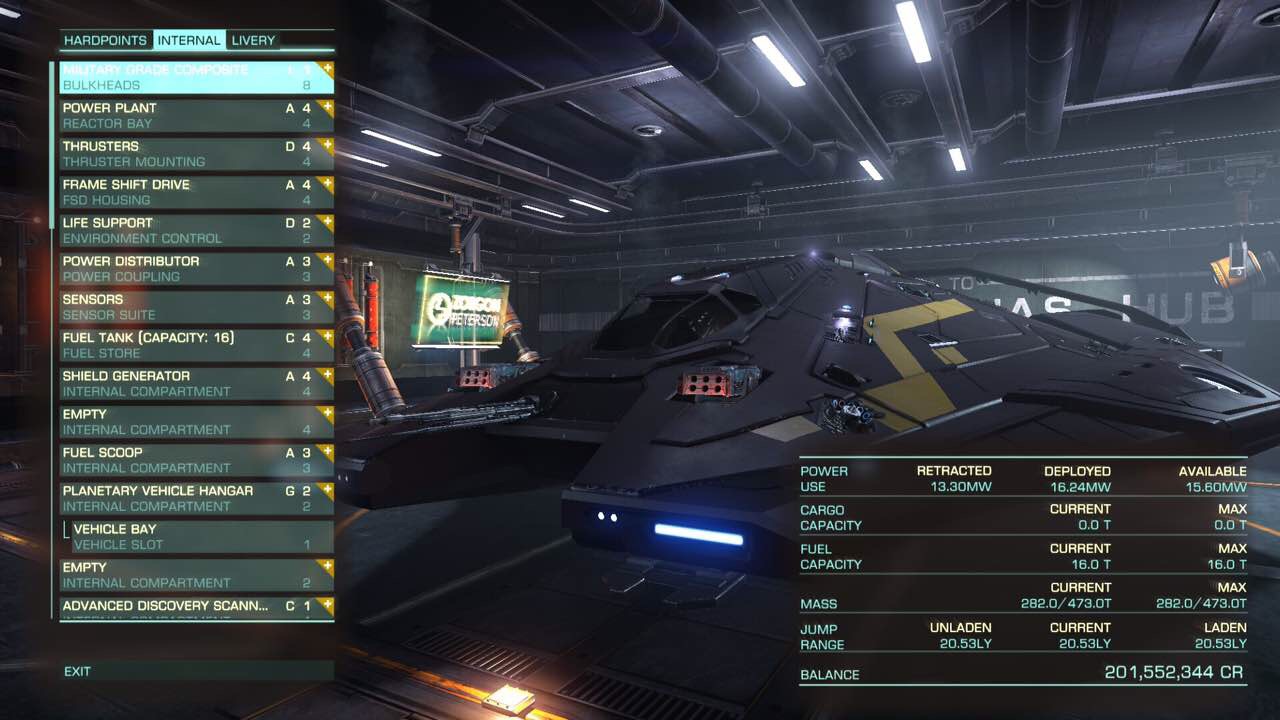 HARDPOINTS INTERNAL LIVERY
MILITARY GRADE COMPOSITE I 1
BULKHEADS 8
POWER PLANT A 4
REACTOR BAY 4
THRUSTERS D 4
THRUSTER MOUNTING 4
FRAME SHIFT DRIVE A 4
FSD HOUSING 4
LIFE SUPPORT D 2
ENVIRONMENT CONTROL 2
POWER DISTRIBUTOR A 3
POWER COUPLING 3
SENSORS A 3
SENSOR SUITE 3
FUEL TANK (CAPACITY: 16) C 4
FUEL STORE 4
SHIELD GENERATOR A 4
INTERNAL COMPARTMENT 4
EMPTY
INTERNAL COMPARTMENT 4
FUEL SCOOP A 3
INTERNAL COMPARTMENT 3
PLANETARY VEHICLE HANGAR G 2
INTERNAL COMPARTMENT 2
VEHICLE BAY
VEHICLE SLOT 1
EMPTY
INTERNAL COMPARTMENT 2
ADVANCED DISCOVERY SCANN... C 1
EXIT
ZORGON
PETERSON
TO
HUB
POWER RETRACTED DEPLOYED AVAILABLE
USE 13.30MW 16.24MW 15.60MW
CARGO CURRENT MAX
CAPACITY 0.0 T 0.0 T
FUEL CURRENT MAX
CAPACITY 16.0 T 16.0 T
CURRENT MAX
MASS 282.0/473.0T 282.0/473.0T
JUMP UNLADEN CURRENT LADEN
RANGE 20.53LY 20.53LY 20.53LY
BALANCE 201,552,344 CR